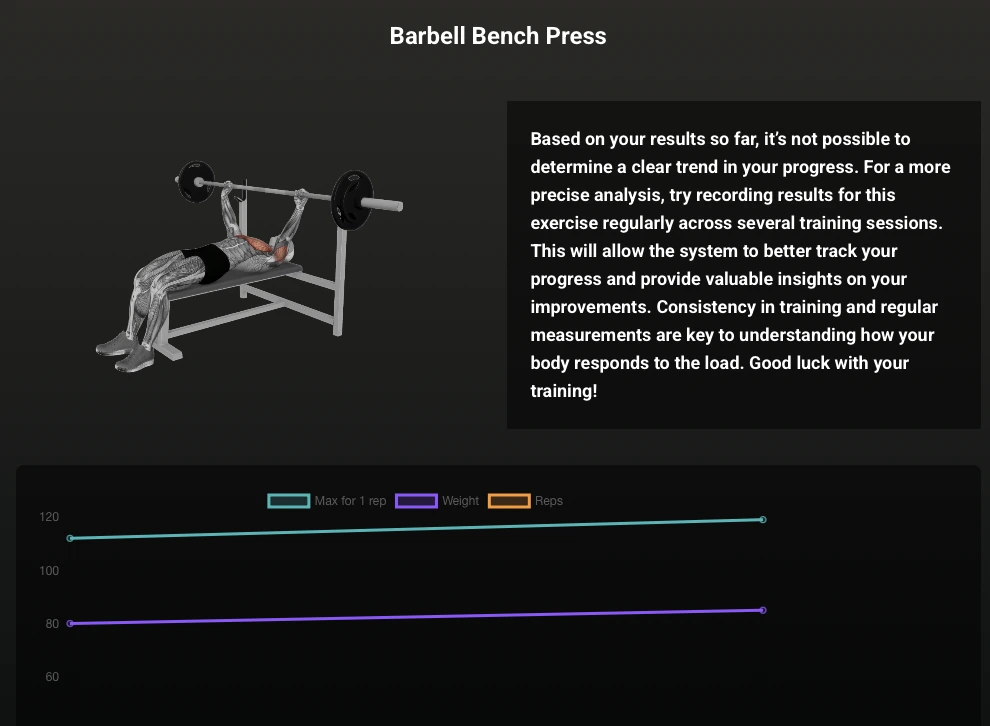 Barbell Bench Press
Based on your results so far, it’s not possible to
determine a clear trend in your progress. For a more
precise analysis, try recording results for this
exercise regularly across several training sessions.
This will allow the system to better track your
progress and provide valuable insights on your
improvements. Consistency in training and regular
measurements are key to understanding how your
body responds to the load. Good luck with your
training!
Max for 1 rep Weight Reps
120
100
80
60